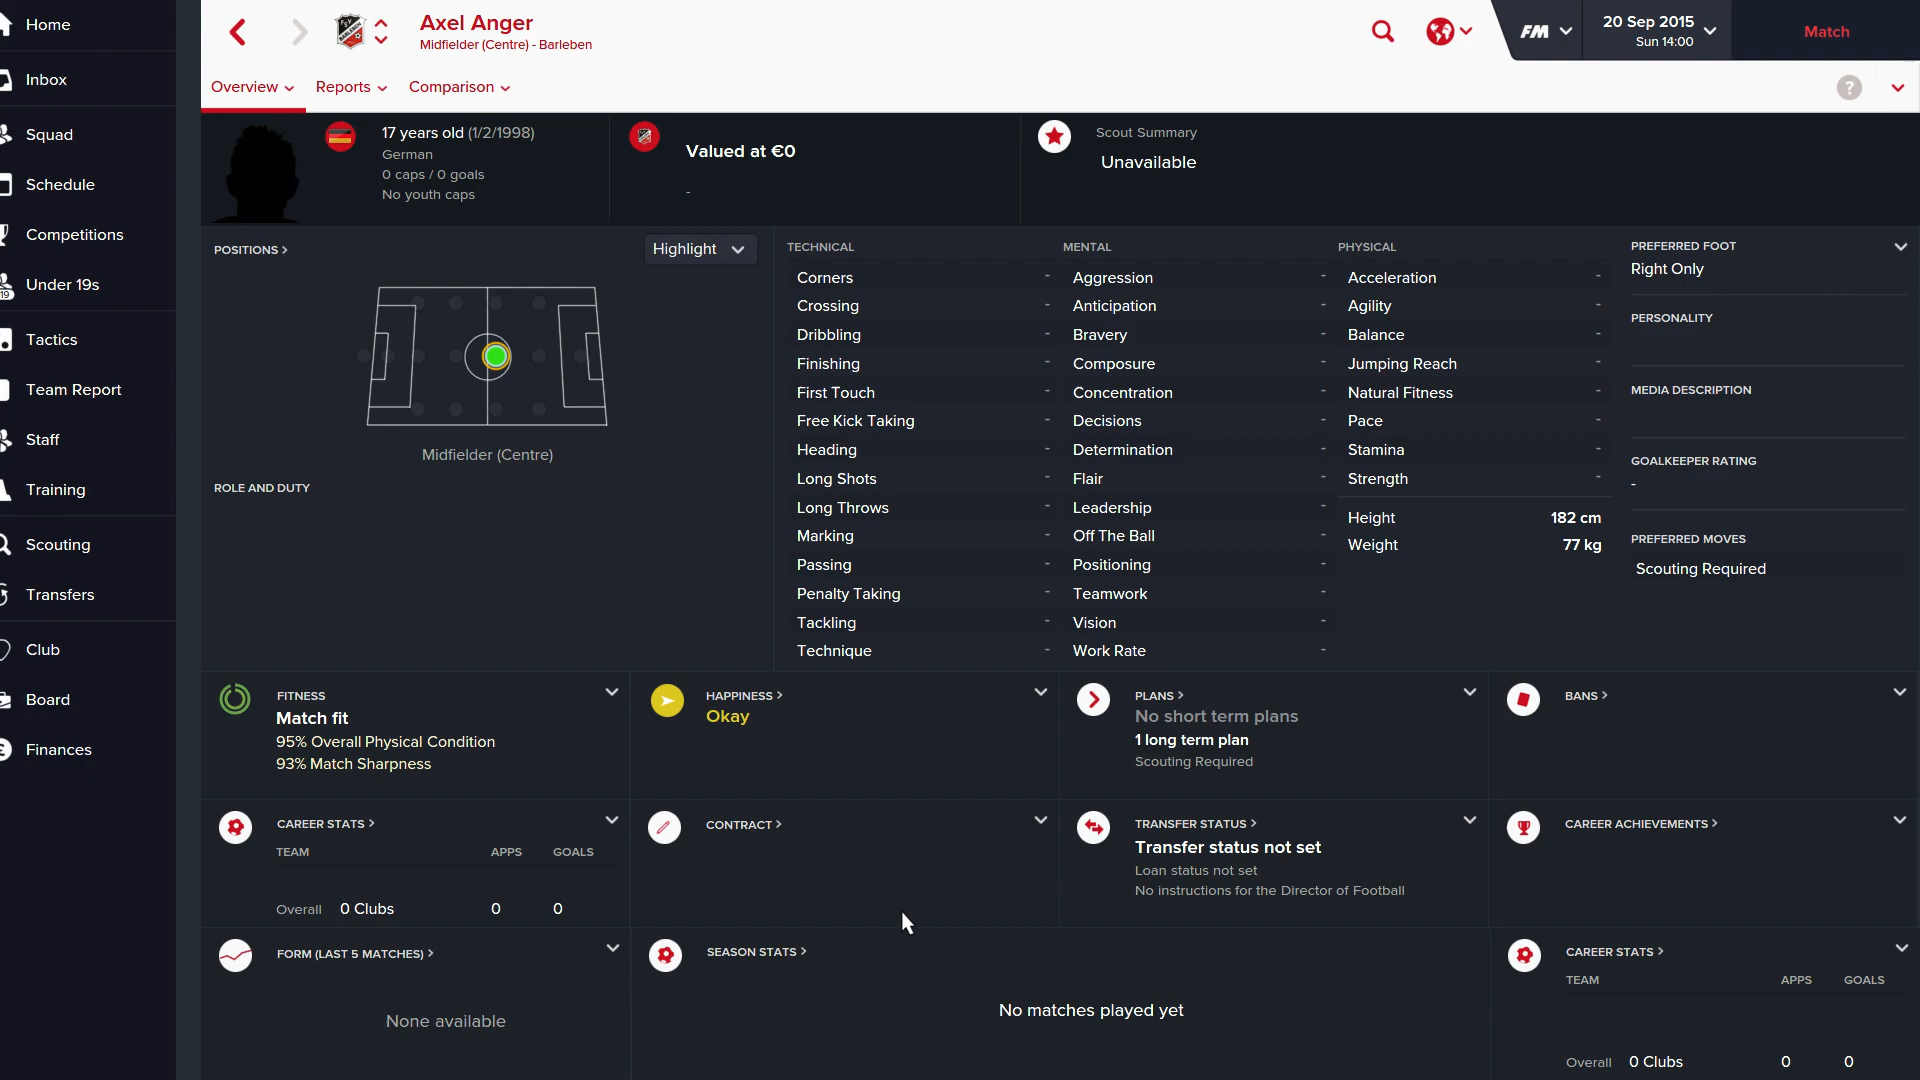 Home
Inbox
Squad
Schedule
Competitions
Under 19s
19
Tactics
Team Report
Staff
Training
Scouting
Transfers
Club
Board
Finances
Axel Anger
Midfielder (Centre) - Barleben
FM
20 Sep 2015
Sun 14:00
Match
Overview
Reports
Comparison
?
17 years old (1/2/1998)
German
0 caps / 0 goals
No youth caps
Valued at €0
-
Scout Summary
Unavailable
POSITIONS >
Highlight
Midfielder (Centre)
ROLE AND DUTY
TECHNICAL
Corners -
Crossing -
Dribbling -
Finishing -
First Touch -
Free Kick Taking -
Heading -
Long Shots -
Long Throws -
Marking -
Passing -
Penalty Taking -
Tackling -
Technique -
MENTAL
Aggression -
Anticipation -
Bravery -
Composure -
Concentration -
Decisions -
Determination -
Flair -
Leadership -
Off The Ball -
Positioning -
Teamwork -
Vision -
Work Rate -
PHYSICAL
Acceleration -
Agility -
Balance -
Jumping Reach -
Natural Fitness -
Pace -
Stamina -
Strength -
Height 182 cm
Weight 77 kg
PREFERRED FOOT
Right Only
PERSONALITY
MEDIA DESCRIPTION
GOALKEEPER RATING
-
PREFERRED MOVES
Scouting Required
FITNESS
Match fit
95% Overall Physical Condition
93% Match Sharpness
HAPPINESS >
Okay
PLANS >
No short term plans
1 long term plan
Scouting Required
BANS >
CAREER STATS >
TEAM APPS GOALS
Overall 0 Clubs 0 0
CONTRACT >
TRANSFER STATUS >
Transfer status not set
Loan status not set
No instructions for the Director of Football
CAREER ACHIEVEMENTS >
FORM (LAST 5 MATCHES) >
None available
SEASON STATS >
No matches played yet
CAREER STATS >
TEAM APPS GOALS
Overall 0 Clubs 0 0